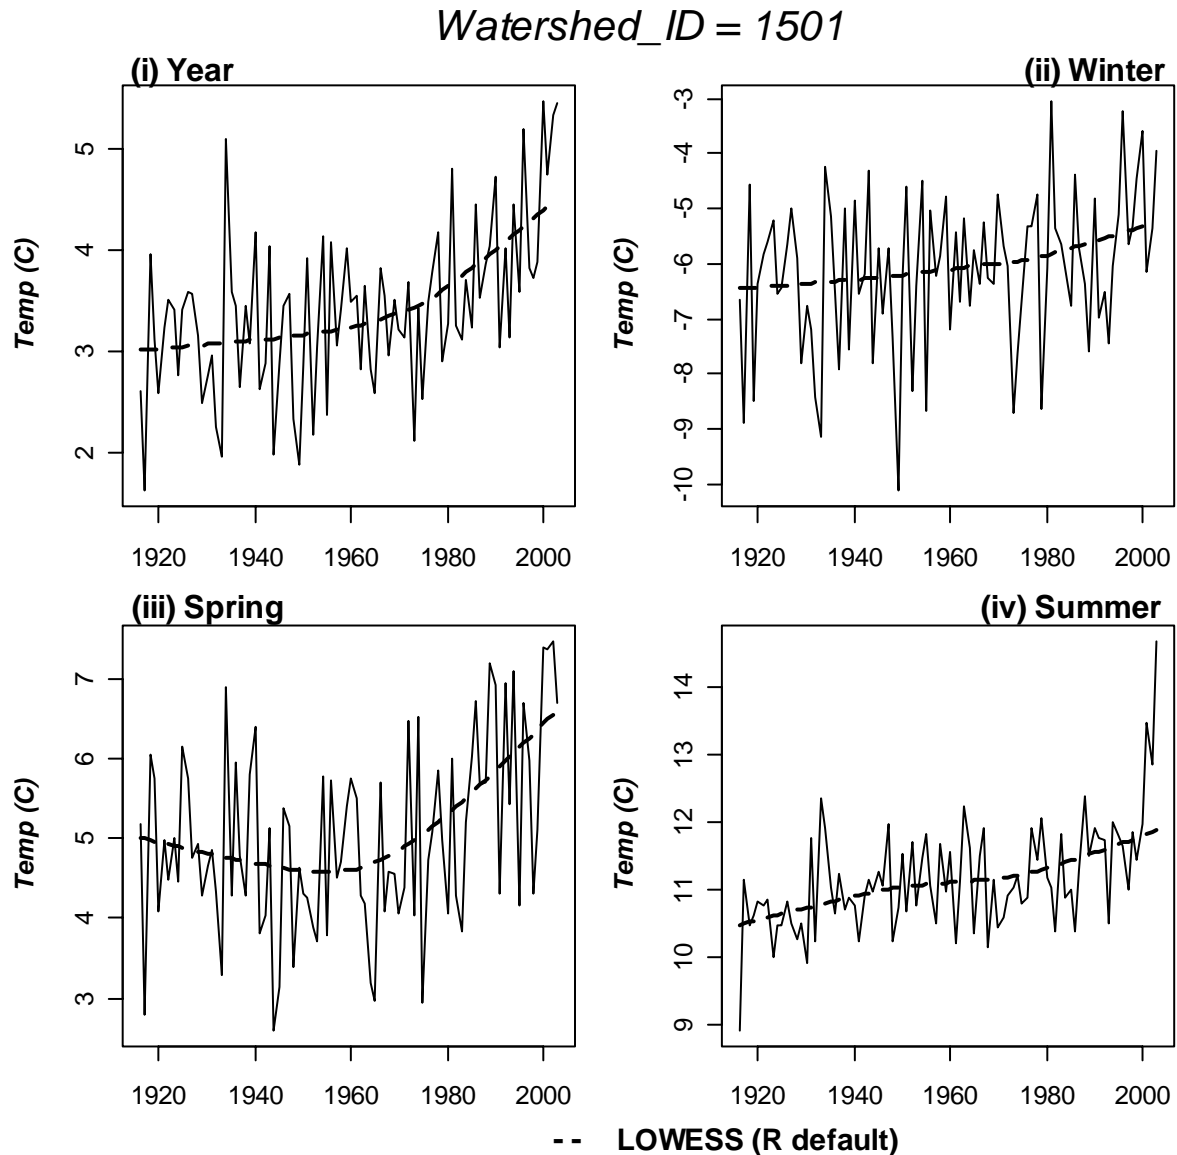 Watershed_ID = 1501
(i) Year
Temp (C)
5
4
3
2
1920 1940 1960 1980 2000
(ii) Winter
Temp (C)
-3
-4
-5
-6
-7
-8
-9
-10
1920 1940 1960 1980 2000
(iii) Spring
Temp (C)
7
6
5
4
3
1920 1940 1960 1980 2000
(iv) Summer
Temp (C)
14
13
12
11
10
9
1920 1940 1960 1980 2000
-- LOWESS (R default)